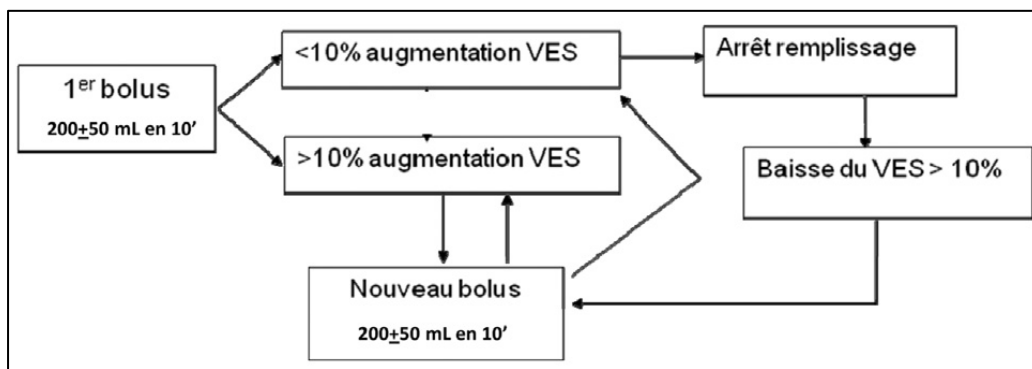 1er bolus
200±50 mL en 10’
<10% augmentation VES
>10% augmentation VES
Nouveau bolus
200±50 mL en 10’
Arrêt remplissage
Baisse du VES > 10%